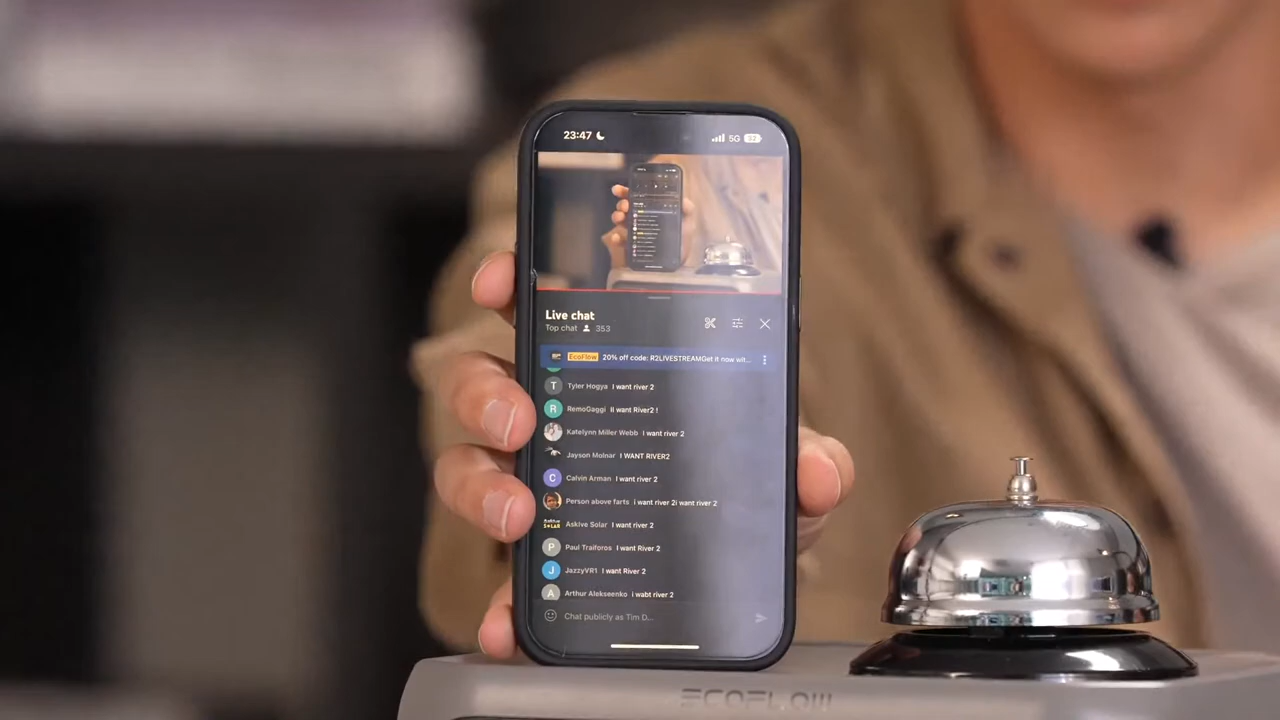 23:47
5G 32
Live chat
Top chat 353
EcoFlow 20% off code: R2LIVESTREAMGet it now wit...
T Tyler Hogya I want river 2
R RemoGaggi II want River2 !
Katelynn Miller Webb I want river 2
Jayson Molnar I WANT RIVER2
C Calvin Arman I want river 2
Person above farts i want river 2i want river 2
Askive Solar I want river 2
P Paul Traiforos I want River 2
J JazzyVR1 I want River 2
A Arthur Alekseenko i wabt river 2
Chat publicly as Tim D...
ECOFLOW